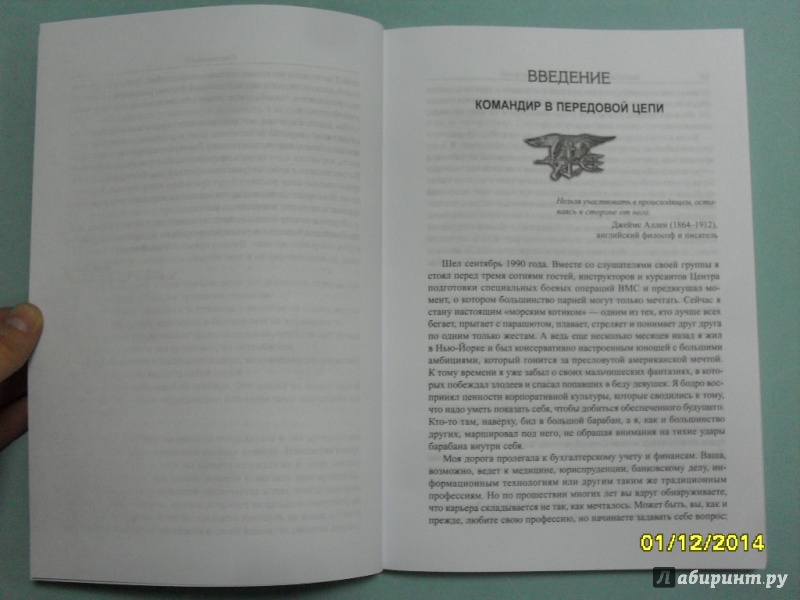 ВВЕДЕНИЕ
КОМАНДИР В ПЕРЕДОВОЙ ЦЕПИ
Нельзя участвовать в происходящем, оста-
ваясь в стороне от него.
Джеймс Аллен (1864–1912),
английский философ и писатель
Шел сентябрь 1990 года. Вместе со слушателями своей группы я
стоял перед тремя сотнями гостей, инструкторов и курсантов Центра
подготовки специальных боевых операций ВМС и предвкушал мо-
мент, о котором большинство парней могут только мечтать. Сейчас я
стану настоящим «морским котиком» — одним из тех, кто лучше всех
бегает, прыгает с парашютом, плавает, стреляет и понимает друг друга
по одним только жестам. А ведь еще несколько месяцев назад я жил
в Нью-Йорке и был консервативно настроенным юношей с большими
амбициями, который гонится за пресловутой американской мечтой.
К тому времени я уже забыл о своих мальчишеских фантазиях, в кото-
рых побеждал злодеев и спасал попавших в беду девушек. Я бодро вос-
принял ценности корпоративной культуры, которые сводились к тому,
что надо уметь показать себя, чтобы добиться обеспеченного будущего.
Кто-то там, наверху, бил в большой барабан, а я, как и большинство
других, маршировал под него, не обращая внимания на тихие удары
барабана внутри себя.
Моя дорога пролегала к бухгалтерскому учету и финансам. Ваша,
возможно, ведет к медицине, юриспруденции, банковскому делу, ин-
формационным технологиям или другим таким же традиционным
профессиям. Но по прошествии многих лет вы вдруг обнаруживаете,
что карьера складывается не так, как мечталось. Может быть, вы, как и
прежде, любите свою профессию, но начинаете задавать себе вопрос:
01/12/2014
Лабиринт.ру